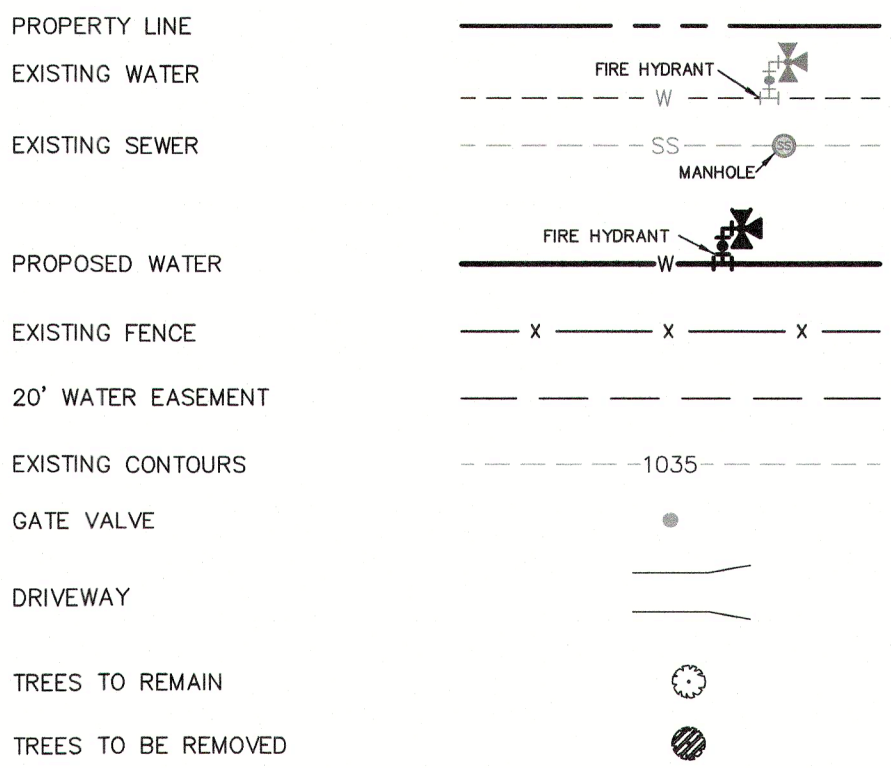 PROPERTY LINE
EXISTING WATER
FIRE HYDRANT
W
EXISTING SEWER
SS
SS
MANHOLE
FIRE HYDRANT
PROPOSED WATER
W
EXISTING FENCE
X X X
20' WATER EASEMENT
EXISTING CONTOURS
1035
GATE VALVE
DRIVEWAY
TREES TO REMAIN
TREES TO BE REMOVED